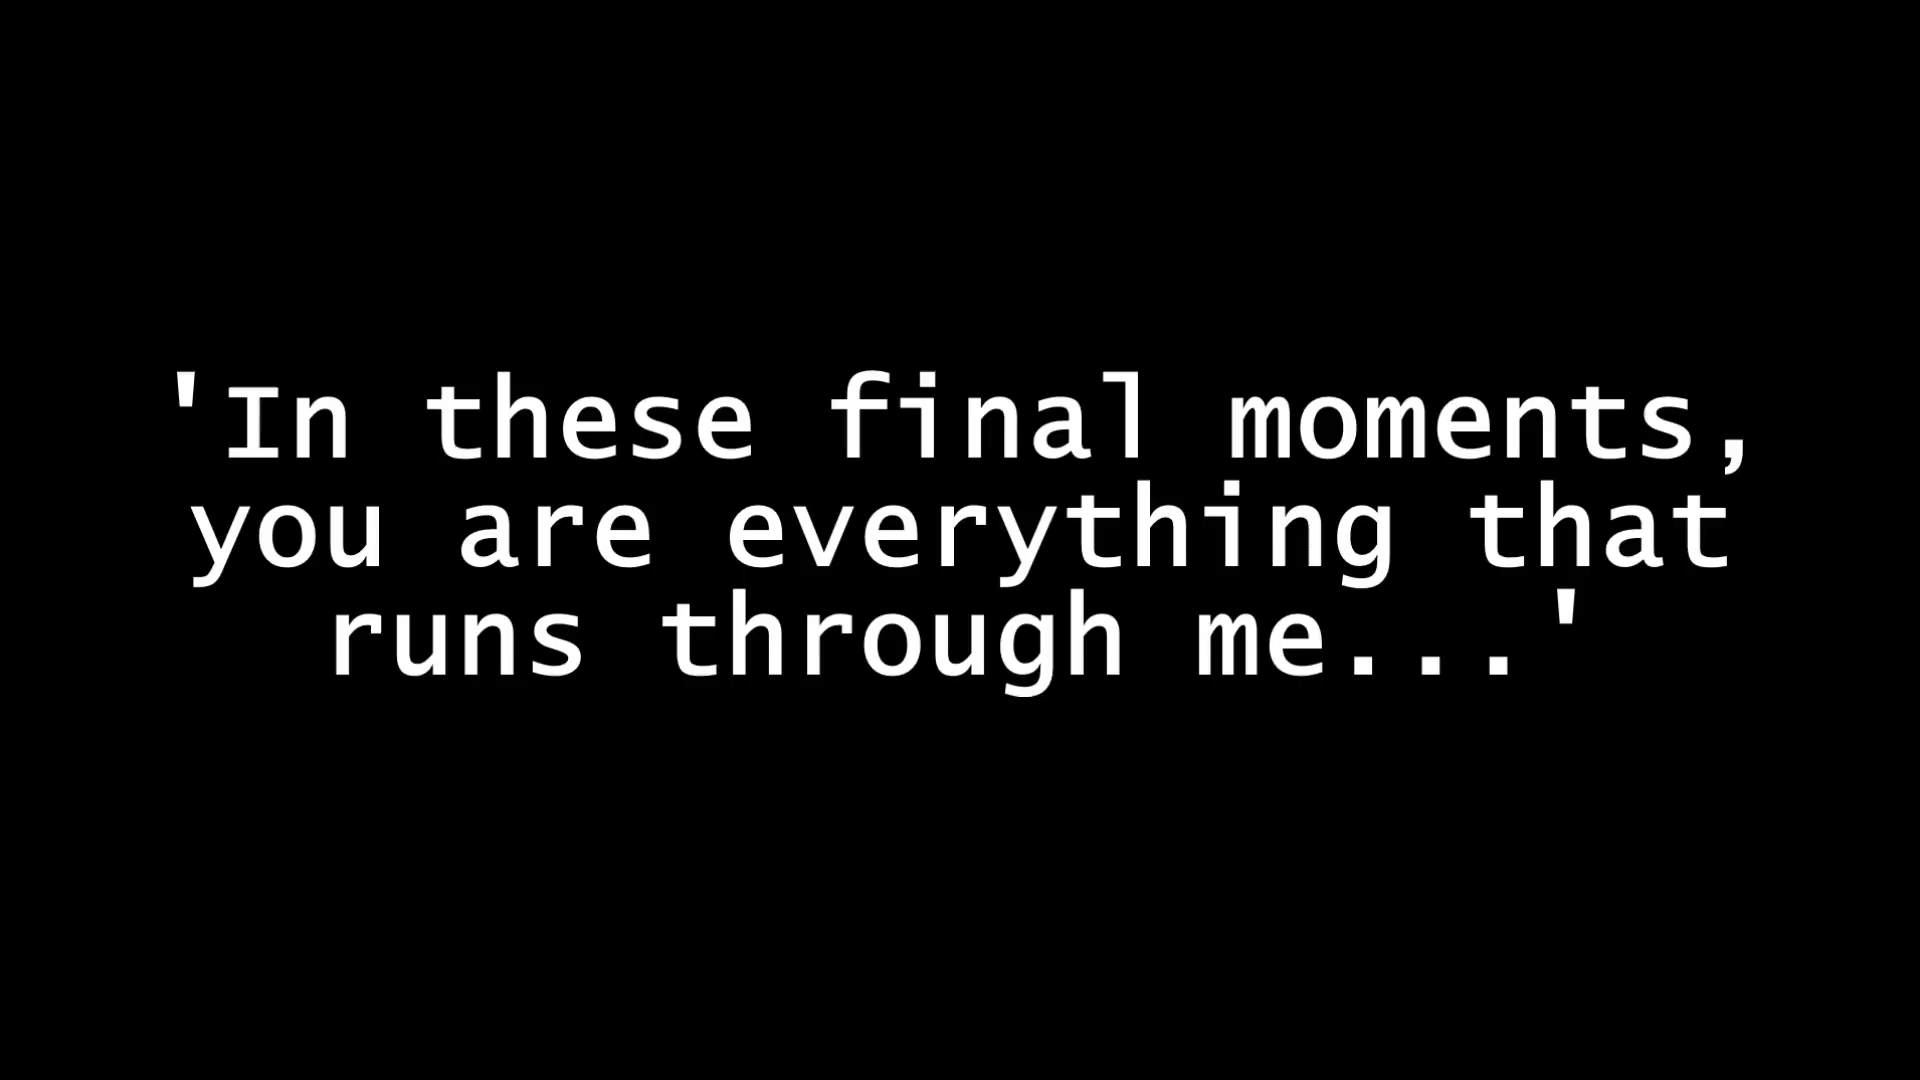 'In these final moments,
you are everything that
runs through me...'